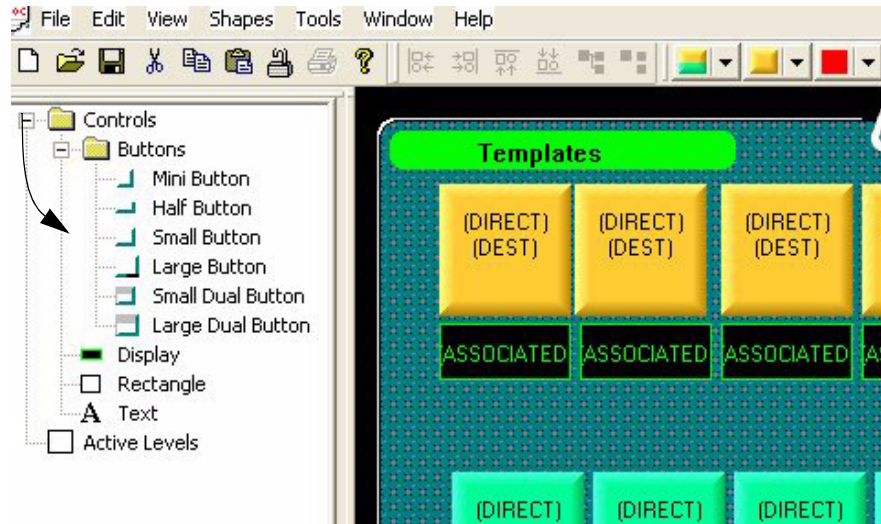 File Edit View Shapes Tools Window Help
Controls
Buttons
Mini Button
Half Button
Small Button
Large Button
Small Dual Button
Large Dual Button
Display
Rectangle
A Text
Active Levels
Templates
(DIRECT) (DIRECT) (DIRECT)
(DEST) (DEST) (DEST)
ASSOCIATED ASSOCIATED ASSOCIATED
(DIRECT) (DIRECT) (DIRECT)